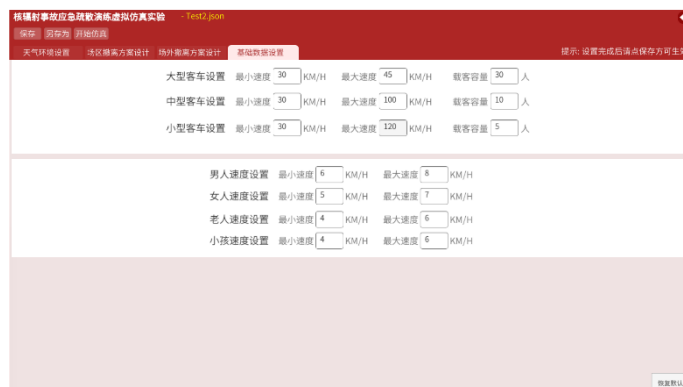 核辐射事故应急疏散演练虚拟仿真实验 - Test2.json
保存 另存为 开始仿真
天气环境设置 场区撤离方案设计 场外撤离方案设计 基础数据设置 提示: 设置完成后请点保存方可生
大型客车设置 最小速度 30 KM/H 最大速度 45 KM/H 载客容量 30 人
中型客车设置 最小速度 30 KM/H 最大速度 100 KM/H 载客容量 10 人
小型客车设置 最小速度 30 KM/H 最大速度 120 KM/H 载客容量 5 人
男人速度设置 最小速度 6 KM/H 最大速度 8 KM/H
女人速度设置 最小速度 5 KM/H 最大速度 7 KM/H
老人速度设置 最小速度 4 KM/H 最大速度 6 KM/H
小孩速度设置 最小速度 4 KM/H 最大速度 6 KM/H
恢复默认